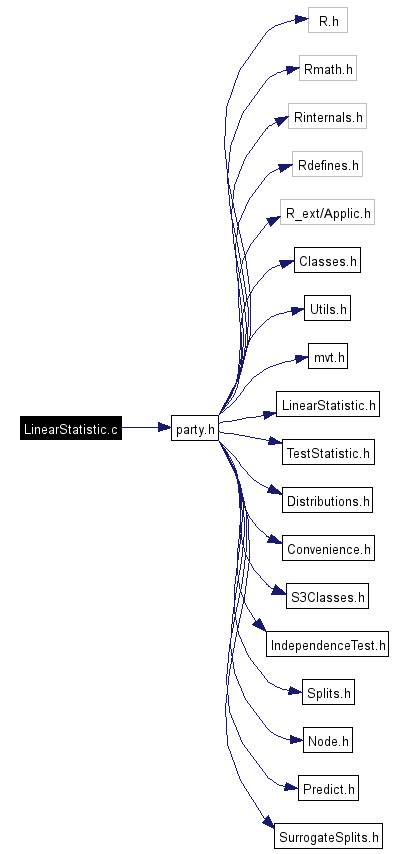 R.h
Rmath.h
Rinternals.h
Rdefines.h
R_ext/Applic.h
Classes.h
Utils.h
mvt.h
LinearStatistic.h
LinearStatistic.c
party.h
TestStatistic.h
Distributions.h
Convenience.h
S3Classes.h
IndependenceTest.h
Splits.h
Node.h
Predict.h
SurrogateSplits.h